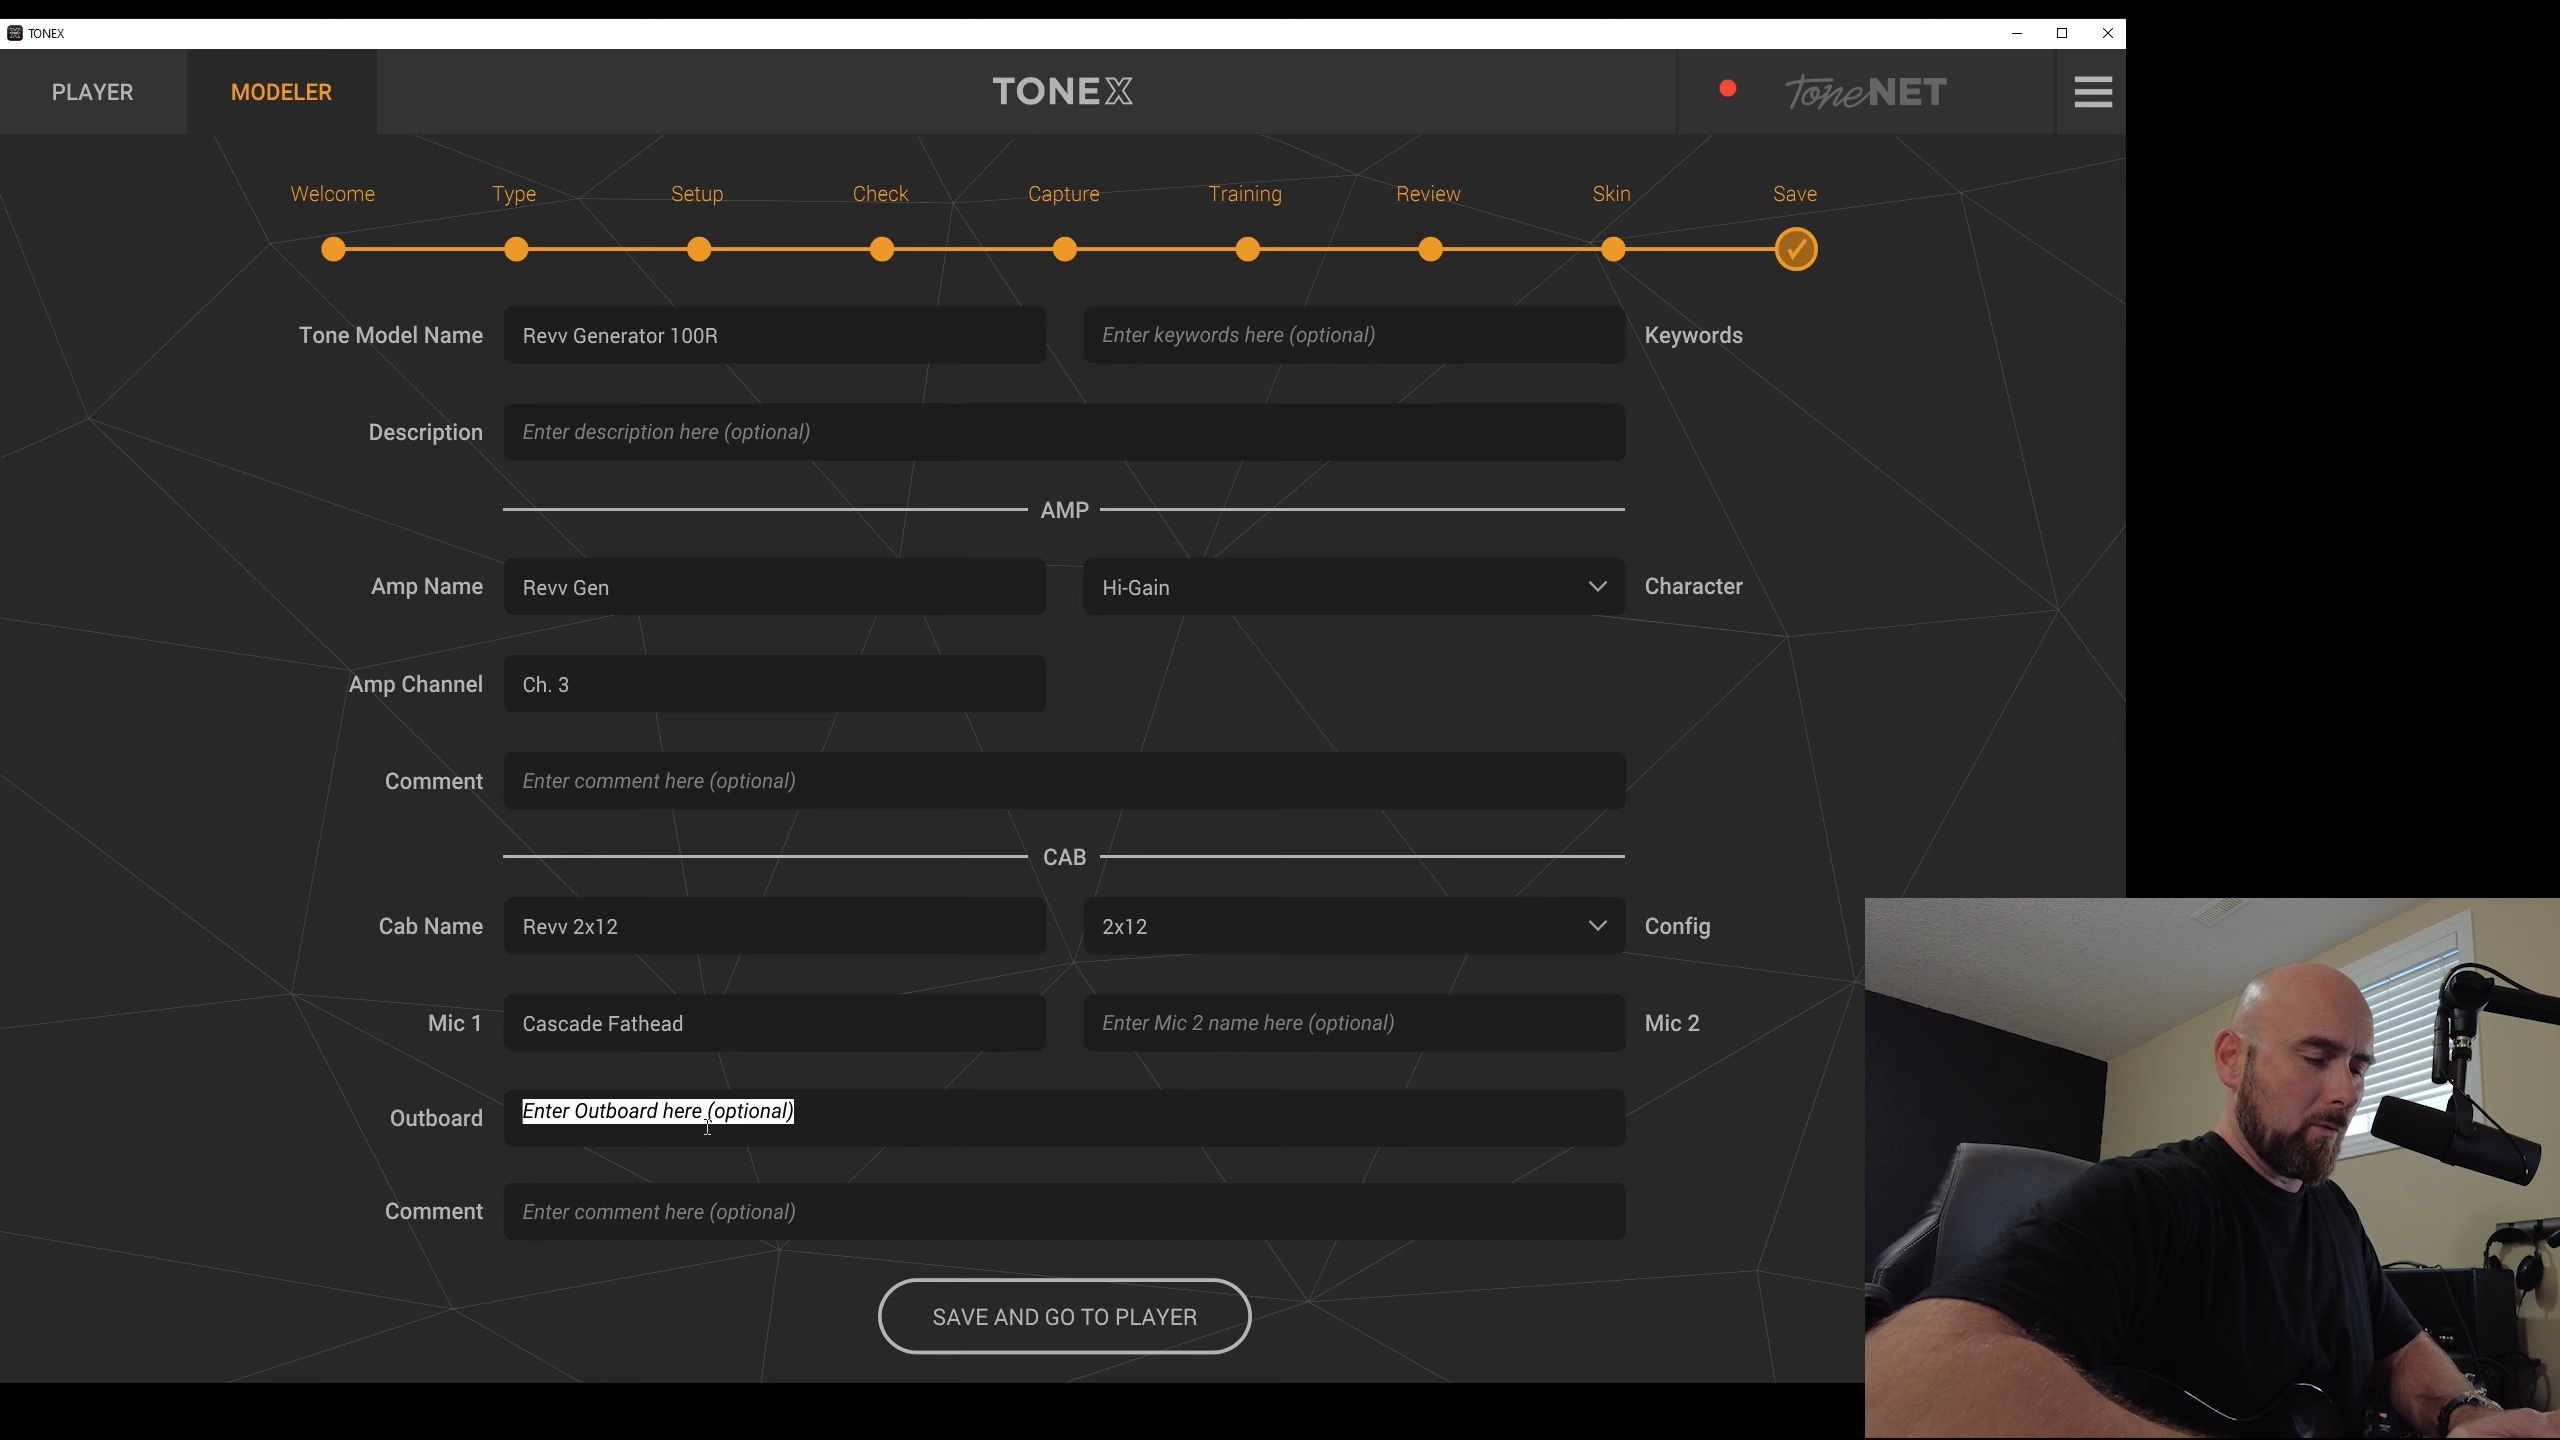 TONEX
PLAYER
MODELER
TONEX
ToneNET
Welcome
Type
Setup
Check
Capture
Training
Review
Skin
Save
Tone Model Name
Revv Generator 100R
Enter keywords here (optional)
Keywords
Description
Enter description here (optional)
AMP
Amp Name
Revv Gen
Hi-Gain
Character
Amp Channel
Ch. 3
Comment
Enter comment here (optional)
CAB
Cab Name
Revv 2x12
2x12
Config
Mic 1
Cascade Fathead
Enter Mic 2 name here (optional)
Mic 2
Outboard
Enter Outboard here (optional)
Comment
Enter comment here (optional)
SAVE AND GO TO PLAYER